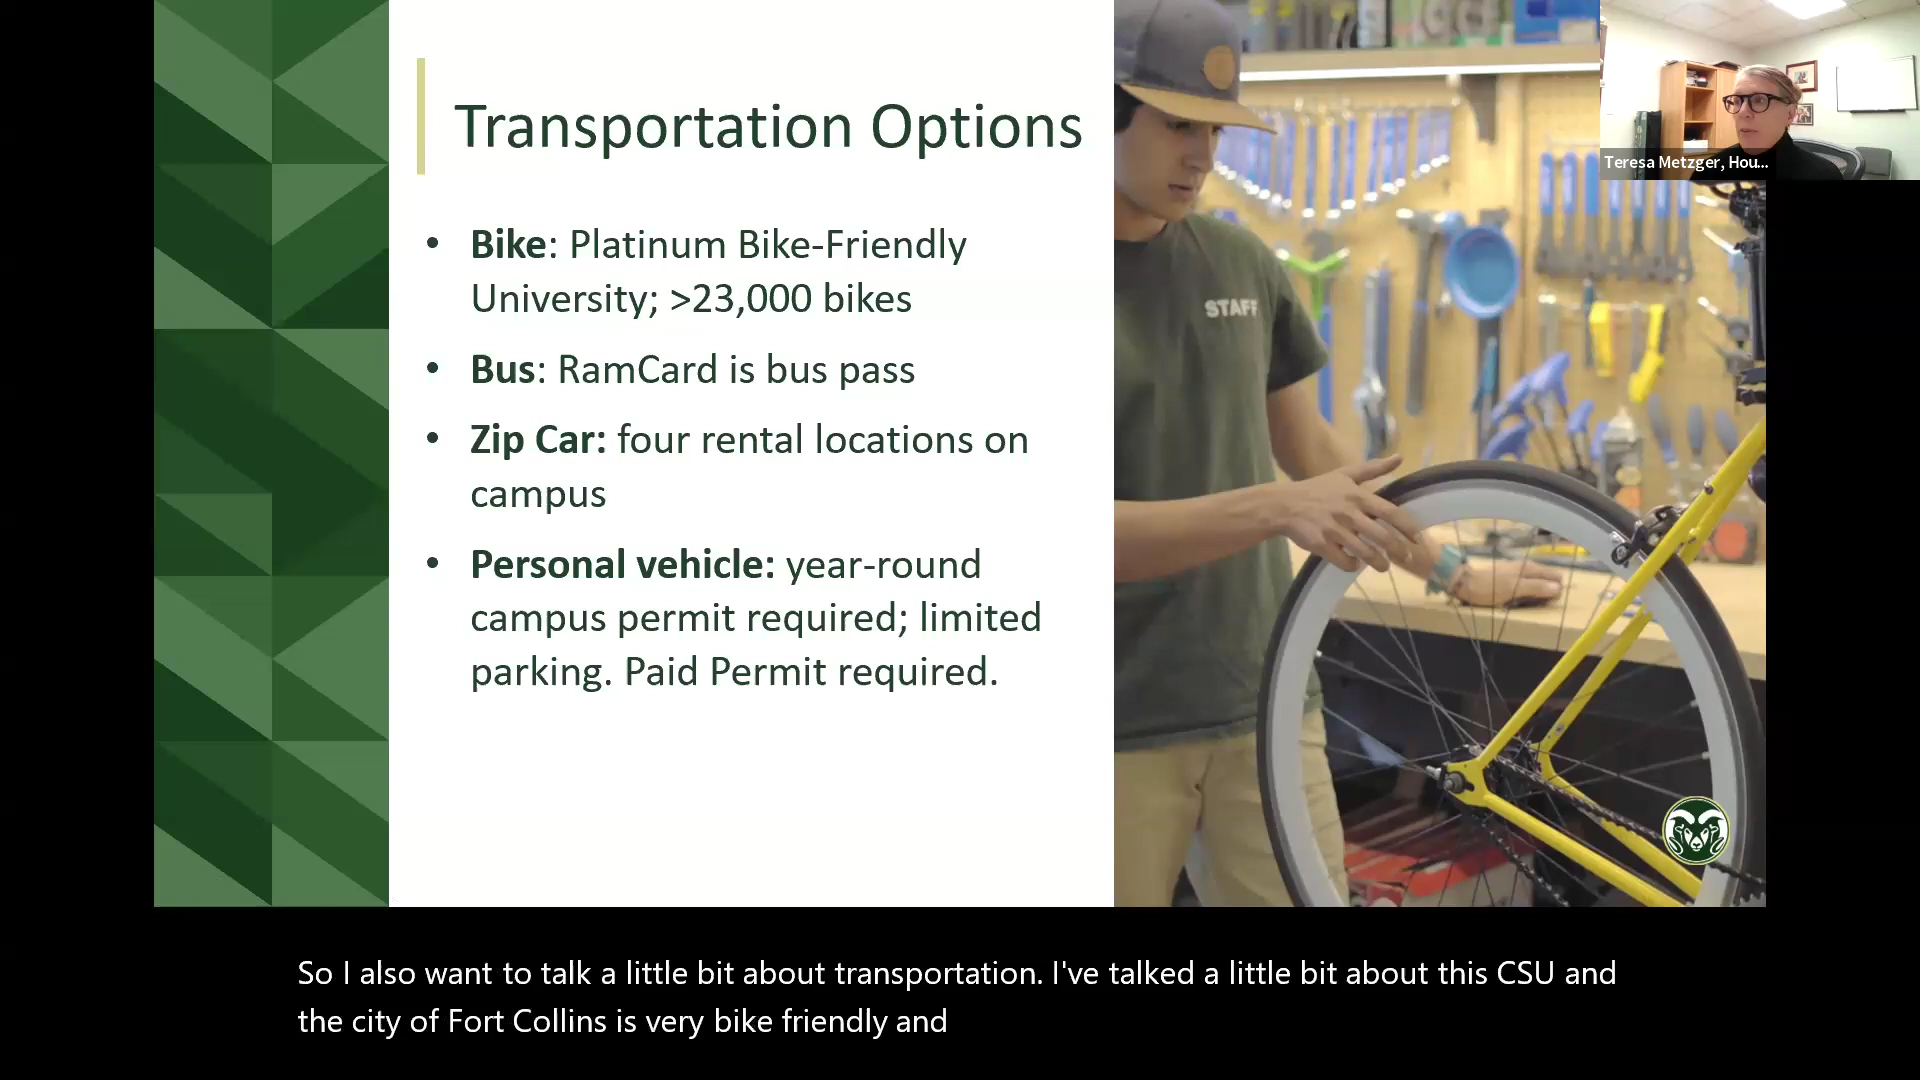 Transportation Options
Teresa Metzger, Hou...
• Bike: Platinum Bike-Friendly
University; >23,000 bikes
• Bus: RamCard is bus pass
• Zip Car: four rental locations on
campus
• Personal vehicle: year-round
campus permit required; limited
parking. Paid Permit required.
STAFF
So I also want to talk a little bit about transportation. I've talked a little bit about this CSU and
the city of Fort Collins is very bike friendly and